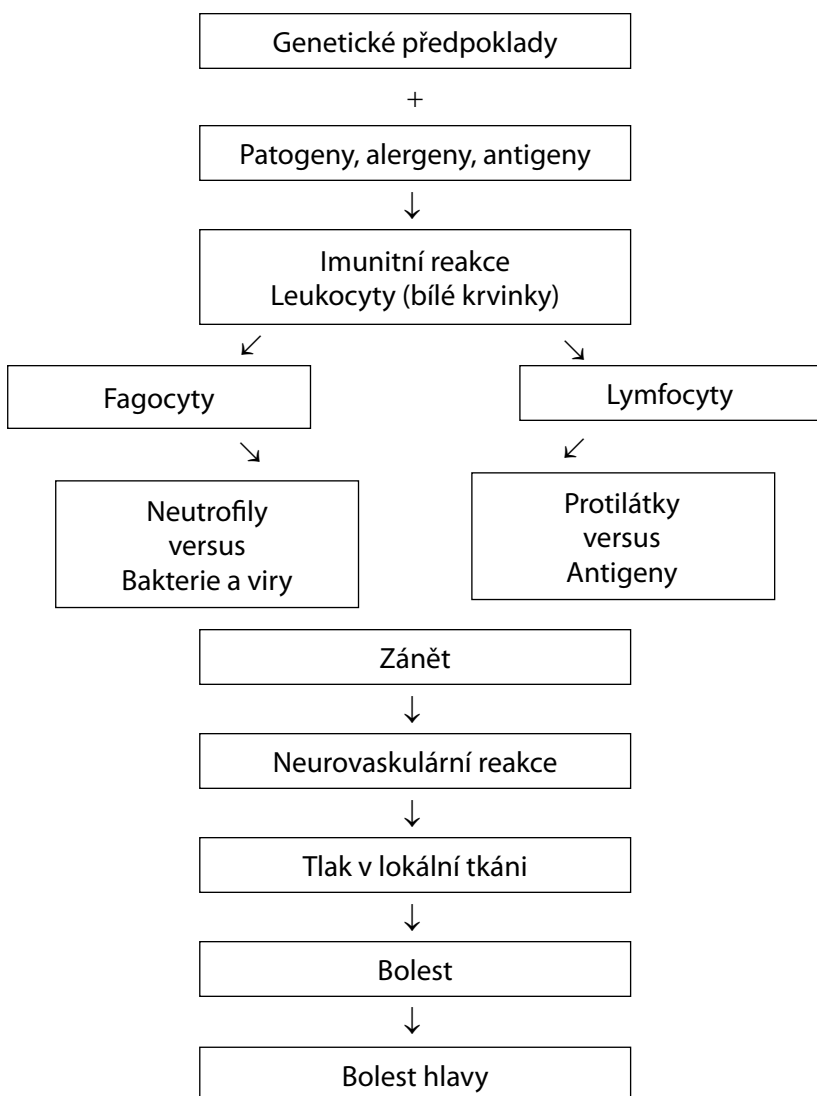 Genetické předpoklady
+
Patogeny, alergeny, antigeny
↓
Imunitní reakce
Leukocyty (bílé krvinky)
↙ ↘
Fagocyty
Lymfocyty
↘ ↙
Neutrofily
versus
Bakterie a viry
Protilátky
versus
Antigeny
Zánět
↓
Neurovaskulární reakce
↓
Tlak v lokální tkáni
↓
Bolest
↓
Bolest hlavy